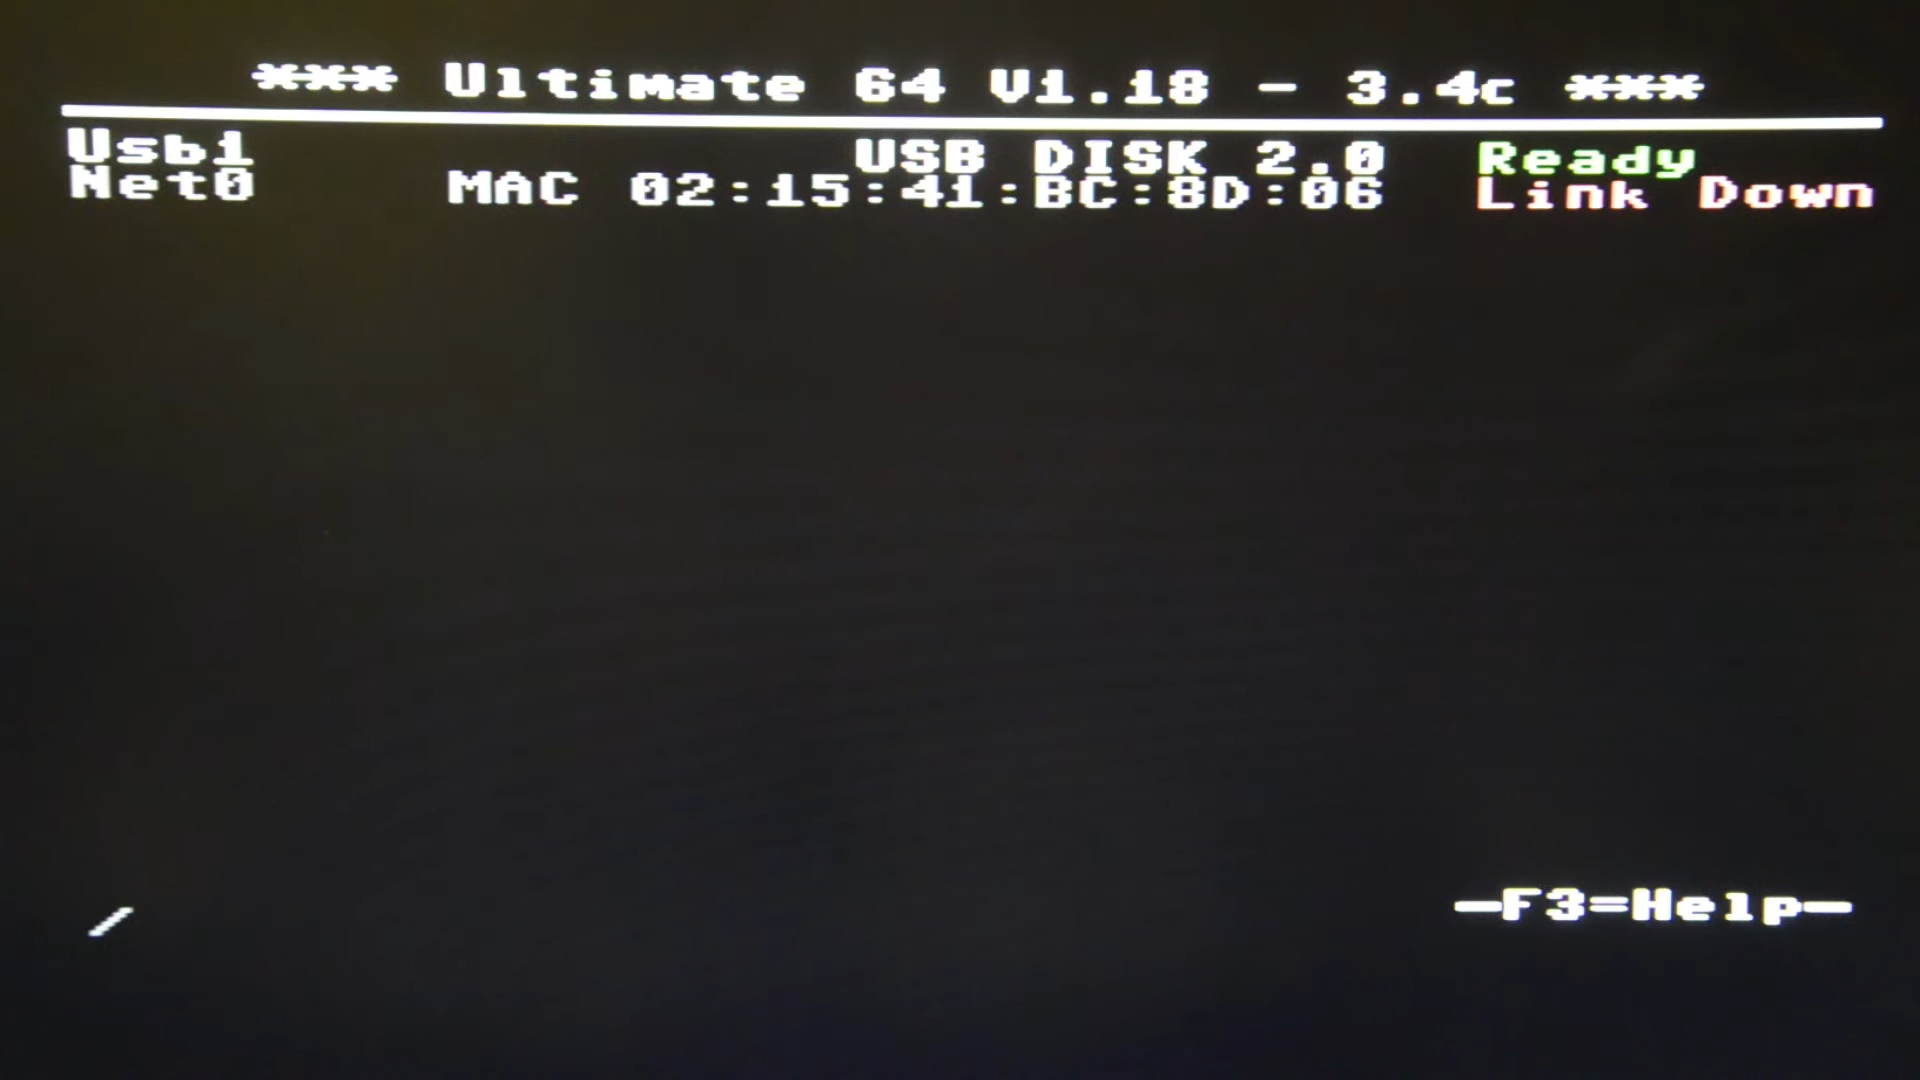 *** Ultimate 64 V1.18 - 3.4c ***
Usb1 USB DISK 2.0 Ready
Net0 MAC 02:15:41:BC:8D:06 Link Down
/ -F3=Help-